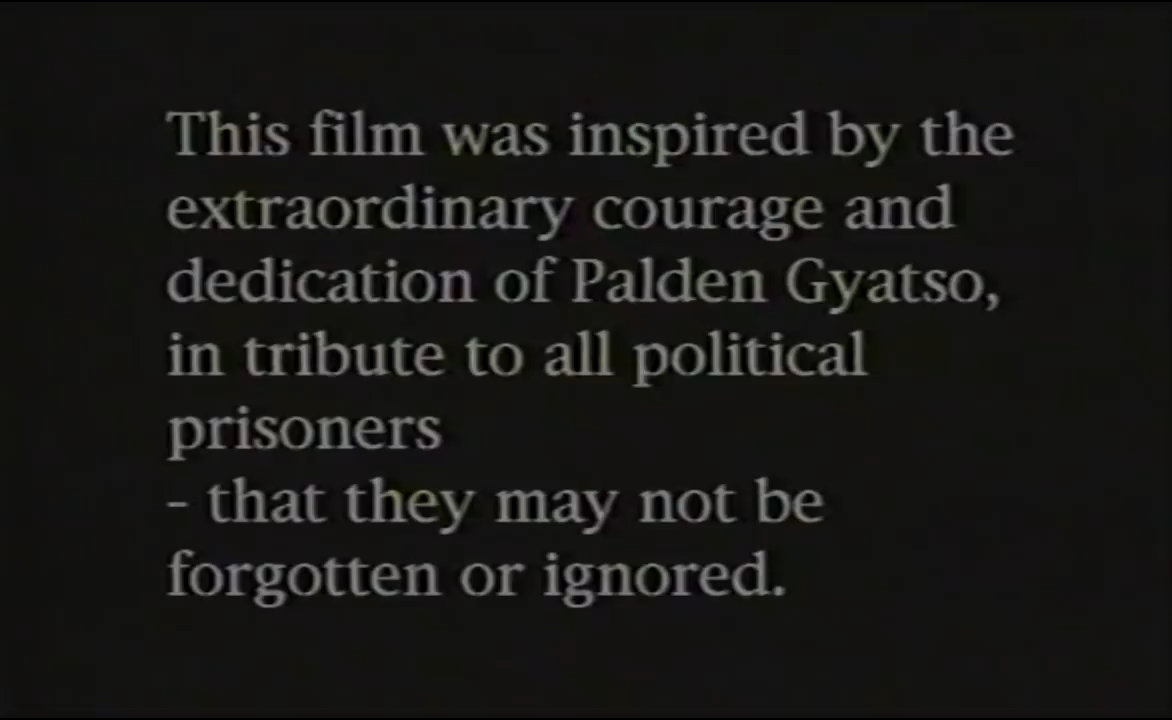 This film was inspired by the
extraordinary courage and
dedication of Palden Gyatso,
in tribute to all political
prisoners
- that they may not be
forgotten or ignored.